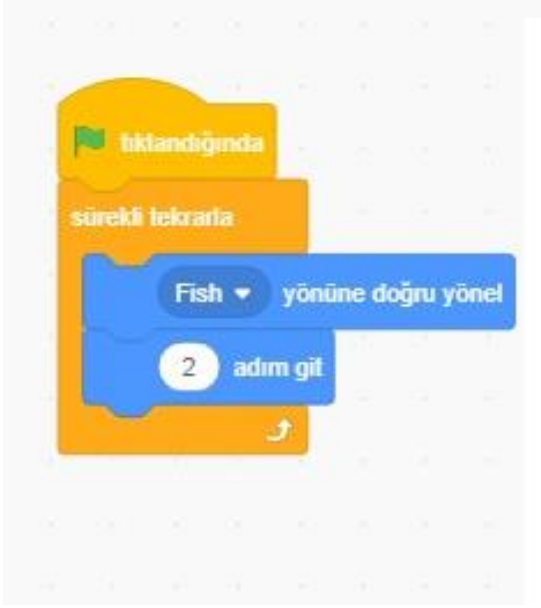 tıklandığında
sürekli tekrarla
Fish yönüne doğru yönel
2 adım git